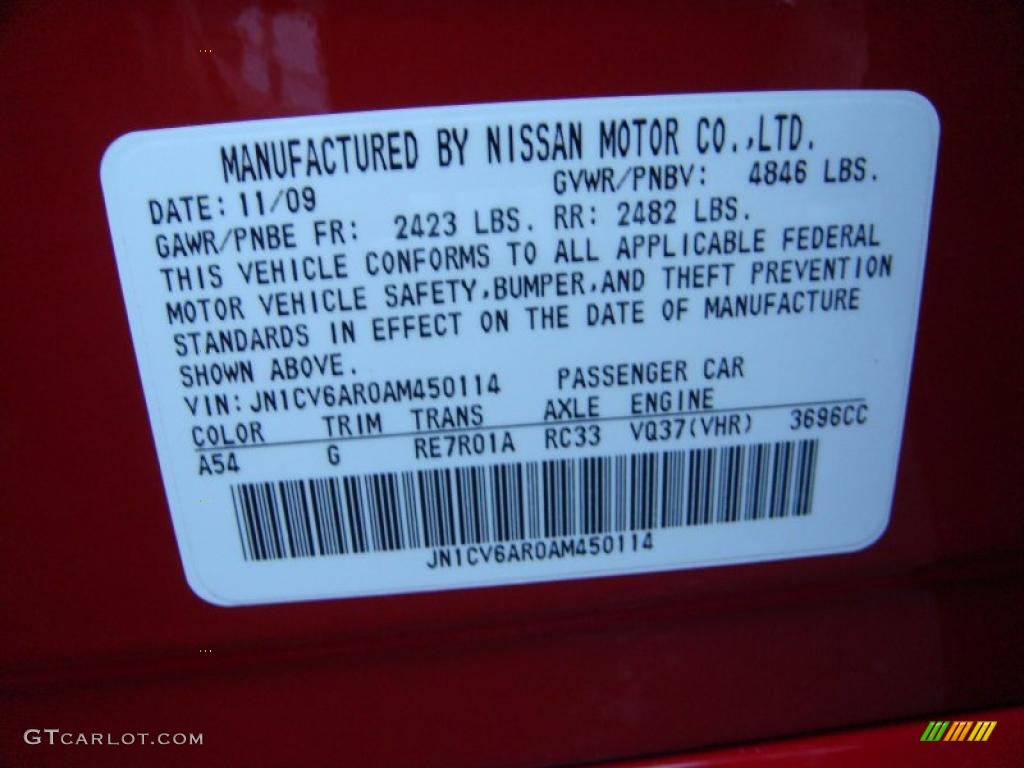 MANUFACTURED BY NISSAN MOTOR CO.,LTD.
DATE: 11/09 GVWR/PNBV: 4846 LBS.
GAWR/PNBE FR: 2423 LBS. RR: 2482 LBS.
THIS VEHICLE CONFORMS TO ALL APPLICABLE FEDERAL
MOTOR VEHICLE SAFETY,BUMPER,AND THEFT PREVENTION
STANDARDS IN EFFECT ON THE DATE OF MANUFACTURE
SHOWN ABOVE.
VIN: JN1CV6AR0AM450114 PASSENGER CAR
COLOR TRIM TRANS AXLE ENGINE
A54 G RE7R01A RC33 VQ37(VHR) 3696CC
JN1CV6AR0AM450114
GTCARLOT.COM